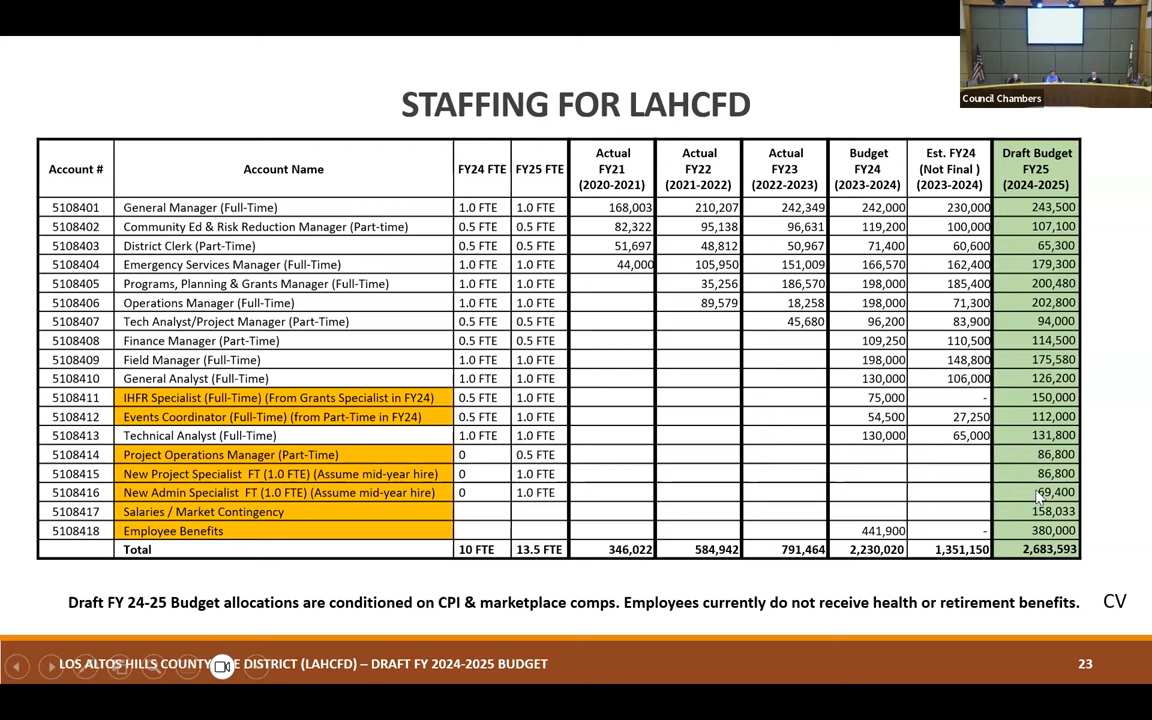 Council Chambers
STAFFING FOR LAHCFD
Account # Account Name FY24 FTE FY25 FTE Actual FY21 (2020-2021) Actual FY22 (2021-2022) Actual FY23 (2022-2023) Budget FY24 (2023-2024) Est. FY24 (Not Final ) (2023-2024) Draft Budget FY25 (2024-2025)
5108401 General Manager (Full-Time) 1.0 FTE 1.0 FTE 168,003 210,207 242,349 242,000 230,000 243,500
5108402 Community Ed & Risk Reduction Manager (Part-time) 0.5 FTE 0.5 FTE 82,322 95,138 96,631 119,200 100,000 107,100
5108403 District Clerk (Part-Time) 0.5 FTE 0.5 FTE 51,697 48,812 50,967 71,400 60,600 65,300
5108404 Emergency Services Manager (Full-Time) 1.0 FTE 1.0 FTE 44,000 105,950 151,009 166,570 162,400 179,300
5108405 Programs, Planning & Grants Manager (Full-Time) 1.0 FTE 1.0 FTE 35,256 186,570 198,000 185,400 200,480
5108406 Operations Manager (Full-Time) 1.0 FTE 1.0 FTE 89,579 18,258 198,000 71,300 202,800
5108407 Tech Analyst/Project Manager (Part-Time) 0.5 FTE 0.5 FTE 45,680 96,200 83,900 94,000
5108408 Finance Manager (Part-Time) 0.5 FTE 0.5 FTE 109,250 110,500 114,500
5108409 Field Manager (Full-Time) 1.0 FTE 1.0 FTE 198,000 148,800 175,580
5108410 General Analyst (Full-Time) 1.0 FTE 1.0 FTE 130,000 106,000 126,200
5108411 IHFR Specialist (Full-Time) (From Grants Specialist in FY24) 0.5 FTE 1.0 FTE 75,000 - 150,000
5108412 Events Coordinator (Full-Time) (from Part-Time in FY24) 0.5 FTE 1.0 FTE 54,500 27,250 112,000
5108413 Technical Analyst (Full-Time) 1.0 FTE 1.0 FTE 130,000 65,000 131,800
5108414 Project Operations Manager (Part-Time) 0 0.5 FTE 86,800
5108415 New Project Specialist FT (1.0 FTE) (Assume mid-year hire) 0 1.0 FTE 86,800
5108416 New Admin Specialist FT (1.0 FTE) (Assume mid-year hire) 0 1.0 FTE 69,400
5108417 Salaries / Market Contingency 158,033
5108418 Employee Benefits 441,900 - 380,000
Total 10 FTE 13.5 FTE 346,022 584,942 791,464 2,230,020 1,351,150 2,683,593
Draft FY 24-25 Budget allocations are conditioned on CPI & marketplace comps. Employees currently do not receive health or retirement benefits. CV
LOS ALTOS HILLS COUNTY DISTRICT (LAHCFD) – DRAFT FY 2024-2025 BUDGET 23